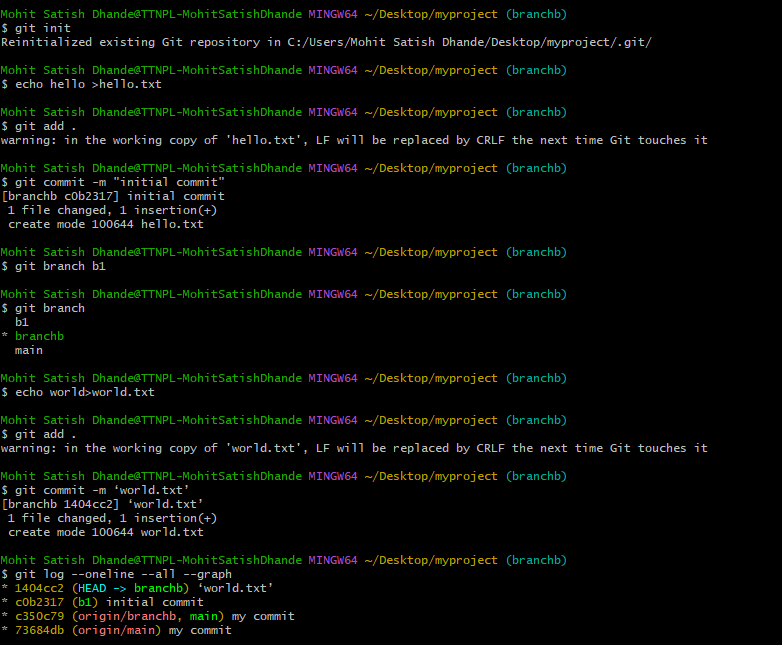 Mohit Satish Dhande@TTNPL-MohitSatishDhande MINGW64 ~/Desktop/myproject (branchb)
$ git init
Reinitialized existing Git repository in C:/Users/Mohit Satish Dhande/Desktop/myproject/.git/
Mohit Satish Dhande@TTNPL-MohitSatishDhande MINGW64 ~/Desktop/myproject (branchb)
$ echo hello >hello.txt
Mohit Satish Dhande@TTNPL-MohitSatishDhande MINGW64 ~/Desktop/myproject (branchb)
$ git add .
warning: in the working copy of 'hello.txt', LF will be replaced by CRLF the next time Git touches it
Mohit Satish Dhande@TTNPL-MohitSatishDhande MINGW64 ~/Desktop/myproject (branchb)
$ git commit -m "initial commit"
[branchb c0b2317] initial commit
 1 file changed, 1 insertion(+)
 create mode 100644 hello.txt
Mohit Satish Dhande@TTNPL-MohitSatishDhande MINGW64 ~/Desktop/myproject (branchb)
$ git branch b1
Mohit Satish Dhande@TTNPL-MohitSatishDhande MINGW64 ~/Desktop/myproject (branchb)
$ git branch
  b1
* branchb
  main
Mohit Satish Dhande@TTNPL-MohitSatishDhande MINGW64 ~/Desktop/myproject (branchb)
$ echo world>world.txt
Mohit Satish Dhande@TTNPL-MohitSatishDhande MINGW64 ~/Desktop/myproject (branchb)
$ git add .
warning: in the working copy of 'world.txt', LF will be replaced by CRLF the next time Git touches it
Mohit Satish Dhande@TTNPL-MohitSatishDhande MINGW64 ~/Desktop/myproject (branchb)
$ git commit -m ‘world.txt’
[branchb 1404cc2] ‘world.txt’
 1 file changed, 1 insertion(+)
 create mode 100644 world.txt
Mohit Satish Dhande@TTNPL-MohitSatishDhande MINGW64 ~/Desktop/myproject (branchb)
$ git log --oneline --all --graph
* 1404cc2 (HEAD -> branchb) ‘world.txt’
* c0b2317 (b1) initial commit
* c350c79 (origin/branchb, main) my commit
* 73684db (origin/main) my commit